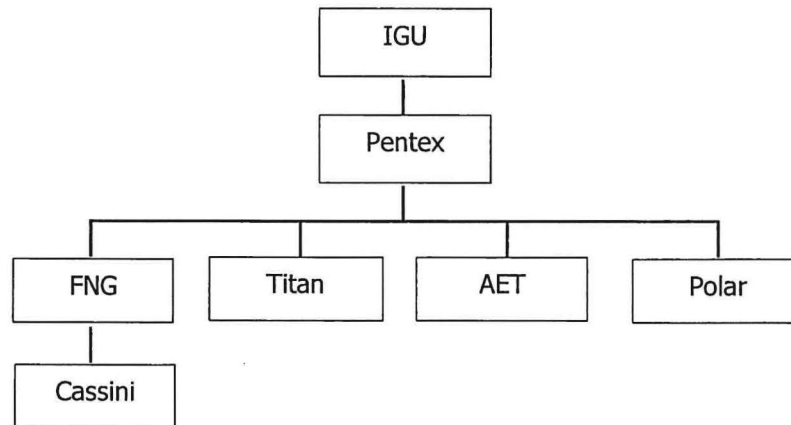 IGU
Pentex
FNG
Titan
AET
Polar
Cassini